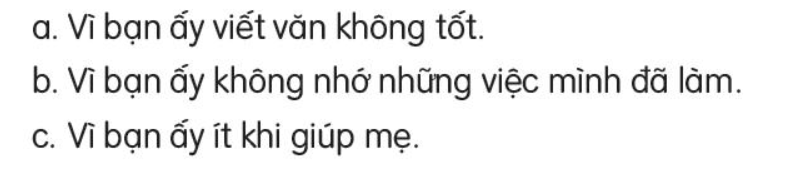 a. Vì bạn ấy viết văn không tốt.
b. Vì bạn ấy không nhớ những việc mình đã làm.
c. Vì bạn ấy ít khi giúp mẹ.